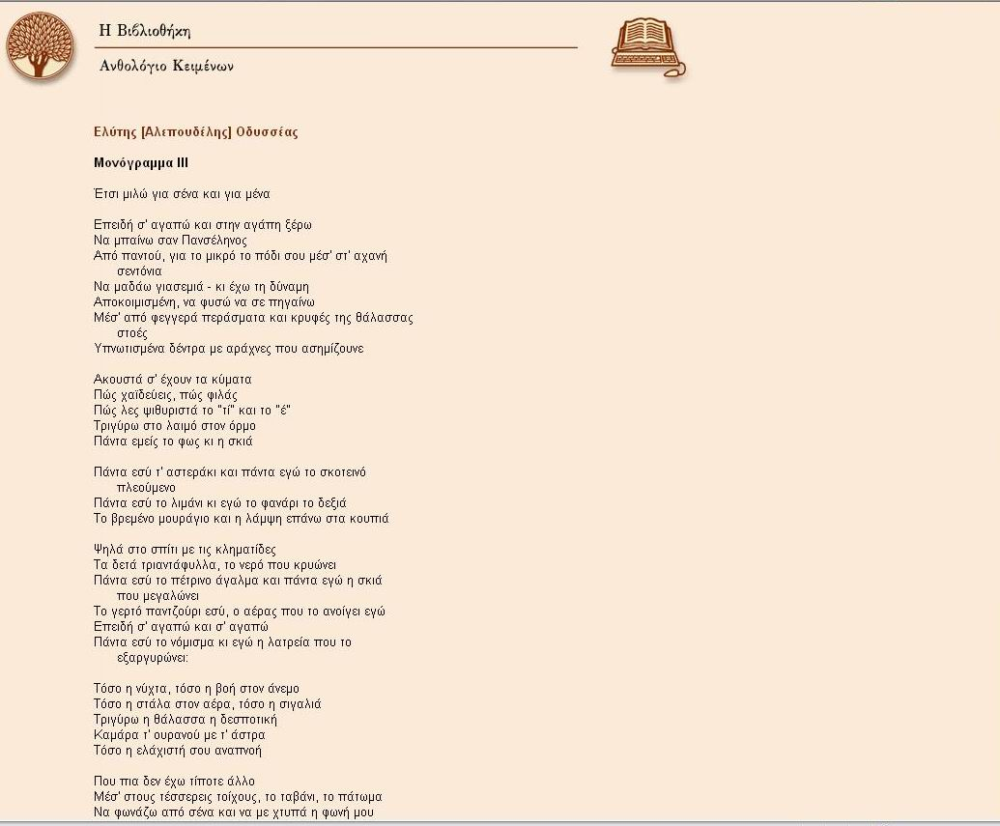 Η Βιβλιοθήκη
Ανθολόγιο Κειμένων
Ελύτης [Αλεπουδέλης] Οδυσσέας
Μονόγραμμα ΙΙΙ
Έτσι μιλώ για σένα και για μένα
Επειδή σ' αγαπώ και στην αγάπη ξέρω
Να μπαίνω σαν Πανσέληνος
Από παντού, για το μικρό το πόδι σου μέσ' στ' αχανή
σεντόνια
Να μαδάω γιασεμιά - κι έχω τη δύναμη
Αποκοιμισμένη, να φυσώ να σε πηγαίνω
Μέσ' από φεγγερά περάσματα και κρυφές της θάλασσας
στοές
Υπνωτισμένα δέντρα με αράχνες που ασημίζουνε
Ακουστά σ' έχουν τα κύματα
Πώς χαϊδεύεις, πώς φιλάς
Πώς λες ψιθυριστά το "τί" και το "έ"
Τριγύρω στο λαιμό στον όρμο
Πάντα εμείς το φως κι η σκιά
Πάντα εσύ τ' αστεράκι και πάντα εγώ το σκοτεινό
πλεούμενο
Πάντα εσύ το λιμάνι κι εγώ το φανάρι το δεξιά
Το βρεμένο μουράγιο και η λάμψη επάνω στα κουπιά
Ψηλά στο σπίτι με τις κληματίδες
Τα δετά τριαντάφυλλα, το νερό που κρυώνει
Πάντα εσύ το πέτρινο άγαλμα και πάντα εγώ η σκιά
που μεγαλώνει
Το γερτό παντζούρι εσύ, ο αέρας που το ανοίγει εγώ
Επειδή σ' αγαπώ και σ' αγαπώ
Πάντα εσύ το νόμισμα κι εγώ η λατρεία που το
εξαργυρώνει:
Τόσο η νύχτα, τόσο η βοή στον άνεμο
Τόσο η στάλα στον αέρα, τόσο η σιγαλιά
Τριγύρω η θάλασσα η δεσποτική
Καμάρα τ' ουρανού με τ' άστρα
Τόσο η ελάχιστή σου αναπνοή
Που πια δεν έχω τίποτε άλλο
Μέσ' στους τέσσερεις τοίχους, το ταβάνι, το πάτωμα
Να φωνάζω από σένα και να με χτυπά η φωνή μου